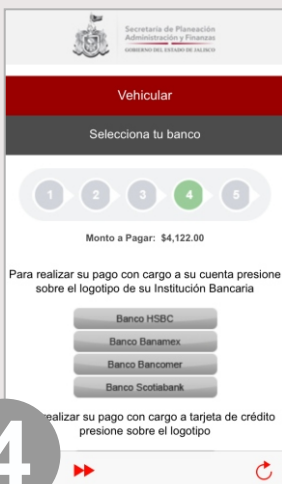 Secretaría de Planeación
Administración y Finanzas
GOBIERNO DEL ESTADO DE JALISCO
Vehicular
Selecciona tu banco
1 2 3 4 5
Monto a Pagar: $4,122.00
Para realizar su pago con cargo a su cuenta presione
sobre el logotipo de su Institución Bancaria
Banco HSBC
Banco Banamex
Banco Bancomer
Banco Scotiabank
realizar su pago con cargo a tarjeta de crédito
presione sobre el logotipo
4